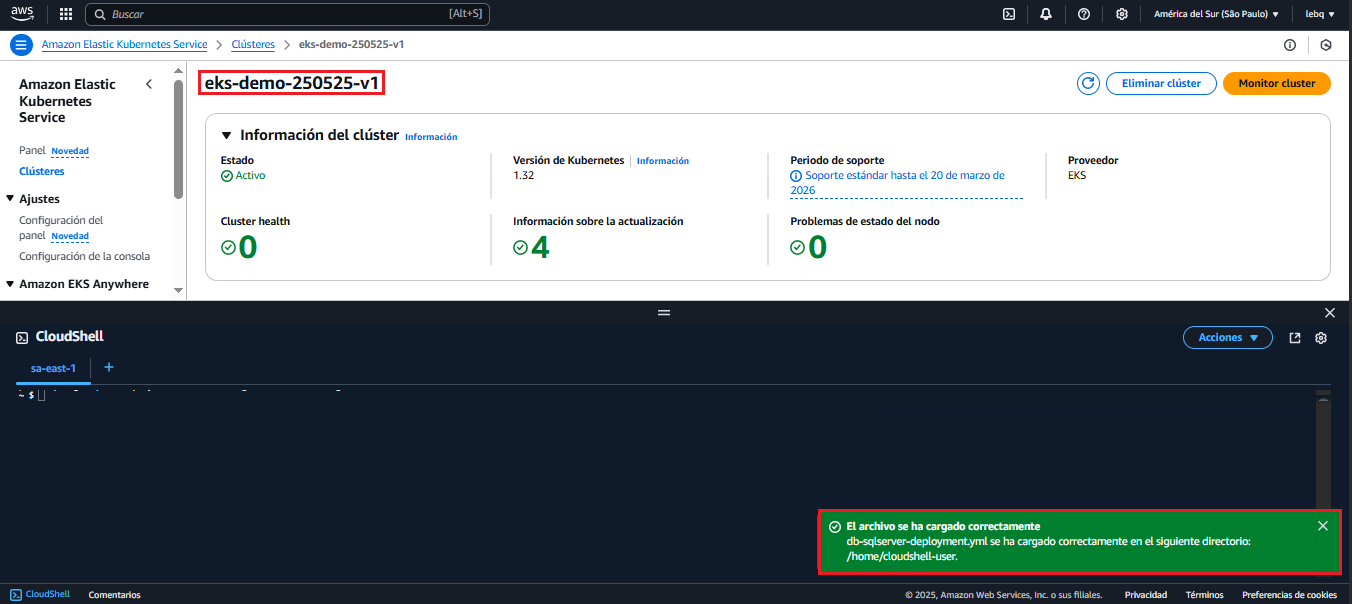 aws
Buscar
[Alt+S]
América del Sur (São Paulo)
lebq
Amazon Elastic Kubernetes Service
Clústeres
eks-demo-250525-v1
Amazon Elastic
Kubernetes
Service
Panel Novedad
Clústeres
Ajustes
Configuración del
panel Novedad
Configuración de la consola
Amazon EKS Anywhere
eks-demo-250525-v1
Eliminar clúster
Monitor cluster
Información del clúster Información
Estado
Activo
Versión de Kubernetes Información
1.32
Periodo de soporte
Soporte estándar hasta el 20 de marzo de
2026
Proveedor
EKS
Cluster health
0
Información sobre la actualización
4
Problemas de estado del nodo
0
CloudShell
Acciones
sa-east-1
~ $
El archivo se ha cargado correctamente
db-sqlserver-deployment.yml se ha cargado correctamente en el siguiente directorio:
/home/cloudshell-user.
CloudShell
Comentarios
© 2025, Amazon Web Services, Inc. o sus filiales.
Privacidad
Términos
Preferencias de cookies